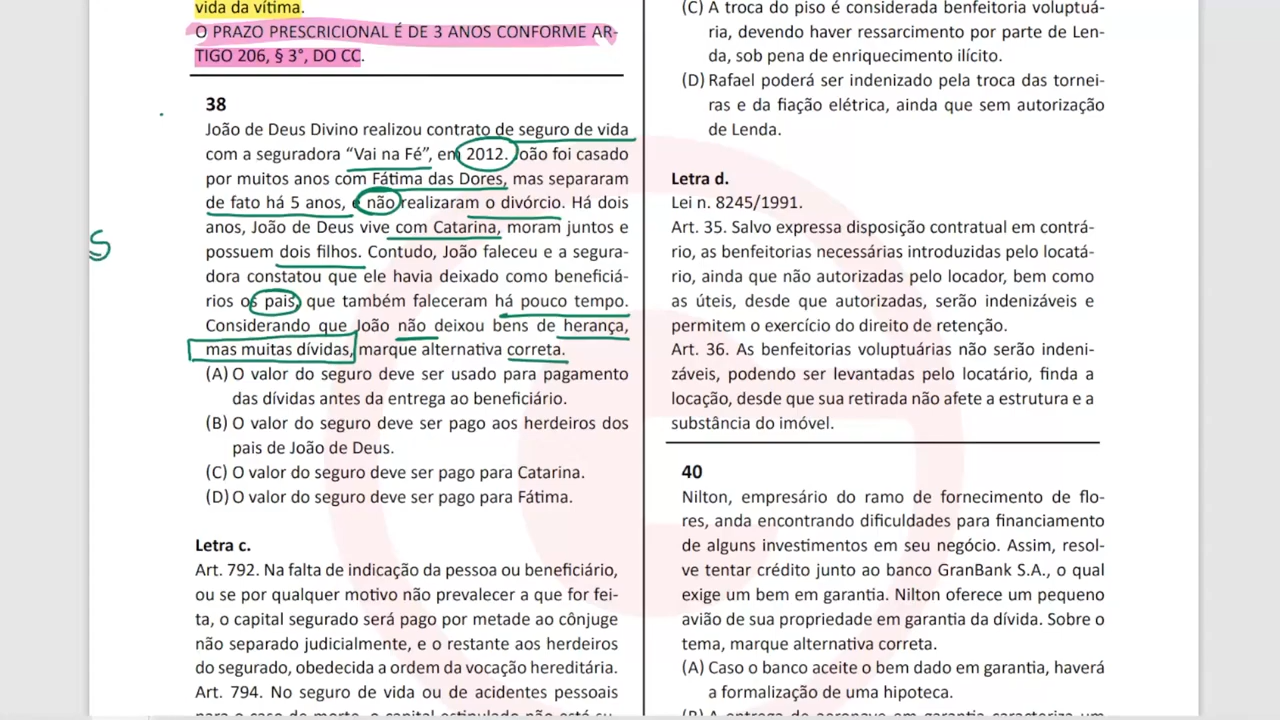 vida da vítima.
O PRAZO PRESCRICIONAL É DE 3 ANOS CONFORME AR-
TIGO 206, § 3°, DO CC.
38
João de Deus Divino realizou contrato de seguro de vida
com a seguradora “Vai na Fé”, em 2012. João foi casado
por muitos anos com Fátima das Dores, mas separaram
de fato há 5 anos, e não realizaram o divórcio. Há dois
anos, João de Deus vive com Catarina, moram juntos e
possuem dois filhos. Contudo, João faleceu e a segura-
dora constatou que ele havia deixado como beneficiá-
rios os pais, que também faleceram há pouco tempo.
Considerando que João não deixou bens de herança,
mas muitas dívidas, marque alternativa correta.
(A) O valor do seguro deve ser usado para pagamento
das dívidas antes da entrega ao beneficiário.
(B) O valor do seguro deve ser pago aos herdeiros dos
pais de João de Deus.
(C) O valor do seguro deve ser pago para Catarina.
(D) O valor do seguro deve ser pago para Fátima.
Letra c.
Art. 792. Na falta de indicação da pessoa ou beneficiário,
ou se por qualquer motivo não prevalecer a que for fei-
ta, o capital segurado será pago por metade ao cônjuge
não separado judicialmente, e o restante aos herdeiros
do segurado, obedecida a ordem da vocação hereditária.
Art. 794. No seguro de vida ou de acidentes pessoais
para o caso de morte, o capital estipulado não está su-
S
(C) A troca do piso é considerada benfeitoria voluptuá-
ria, devendo haver ressarcimento por parte de Len-
da, sob pena de enriquecimento ilícito.
(D) Rafael poderá ser indenizado pela troca das tornei-
ras e da fiação elétrica, ainda que sem autorização
de Lenda.
Letra d.
Lei n. 8245/1991.
Art. 35. Salvo expressa disposição contratual em contrá-
rio, as benfeitorias necessárias introduzidas pelo locatá-
rio, ainda que não autorizadas pelo locador, bem como
as úteis, desde que autorizadas, serão indenizáveis e
permitem o exercício do direito de retenção.
Art. 36. As benfeitorias voluptuárias não serão indeni-
záveis, podendo ser levantadas pelo locatário, finda a
locação, desde que sua retirada não afete a estrutura e a
substância do imóvel.
40
Nilton, empresário do ramo de fornecimento de flo-
res, anda encontrando dificuldades para financiamento
de alguns investimentos em seu negócio. Assim, resol-
ve tentar crédito junto ao banco GranBank S.A., o qual
exige um bem em garantia. Nilton oferece um pequeno
avião de sua propriedade em garantia da dívida. Sobre o
tema, marque alternativa correta.
(A) Caso o banco aceite o bem dado em garantia, haverá
a formalização de uma hipoteca.
(B) A entrega de aeronave em garantia caracteriza um